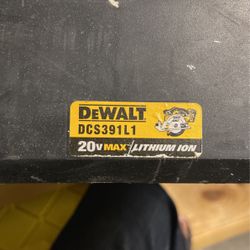 DEWALT
DCS391L1
20V MAX* LITHIUM ION